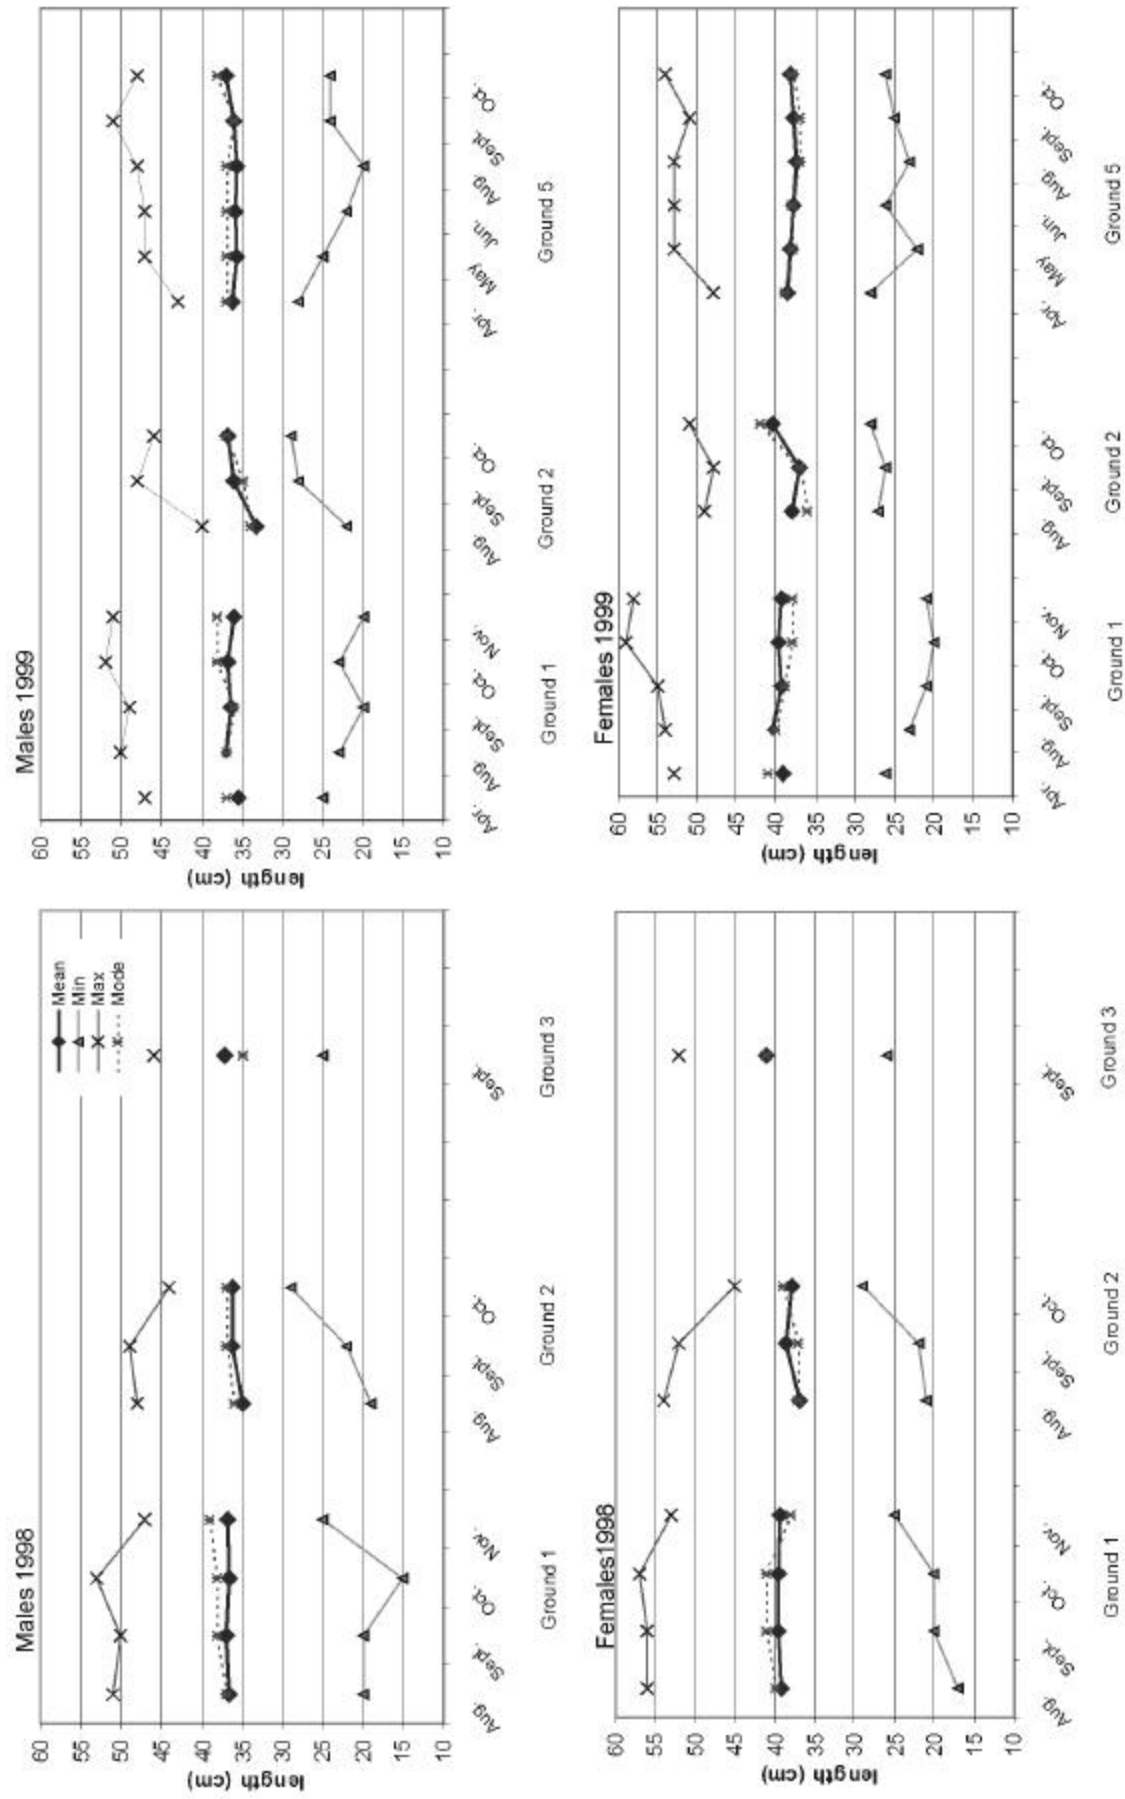 Males 1998
60
55
50
45
40
35
30
25
20
15
10
length (cm)
Mean
Min
Max
Mode
Aug. Sept. Oct. Nov. Aug. Sept. Oct. Sept.
Ground 1 Ground 2 Ground 3
Males 1999
60
55
50
45
40
35
30
25
20
15
10
length (cm)
Apr. Aug. Sept. Oct. Nov. Aug. Sept. Oct. Apr. May Jun. Aug. Sept. Oct.
Ground 1 Ground 2 Ground 5
Females1998
60
55
50
45
40
35
30
25
20
15
10
length (cm)
Aug. Sept. Oct. Nov. Aug. Sept. Oct. Sept.
Ground 1 Ground 2 Ground 3
Females 1999
60
55
50
45
40
35
30
25
20
15
10
length (cm)
Apr. Aug. Sept. Oct. Nov. Aug. Sept. Oct. Apr. May Jun. Aug. Sept. Oct.
Ground 1 Ground 2 Ground 5